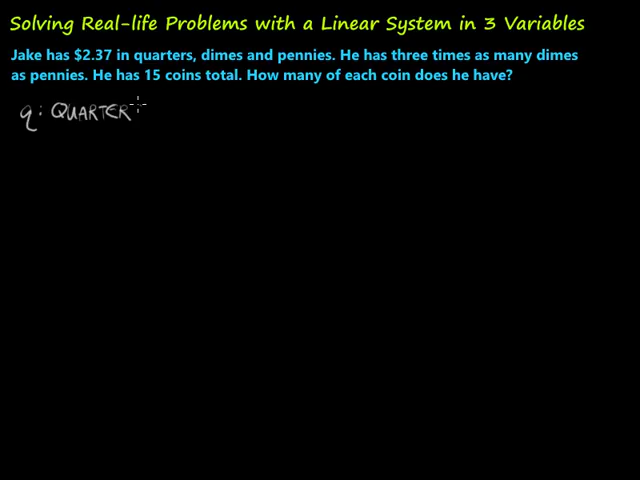 Solving Real-life Problems with a Linear System in 3 Variables
Jake has $2.37 in quarters, dimes and pennies. He has three times as many dimes
as pennies. He has 15 coins total. How many of each coin does he have?
q: QUARTER